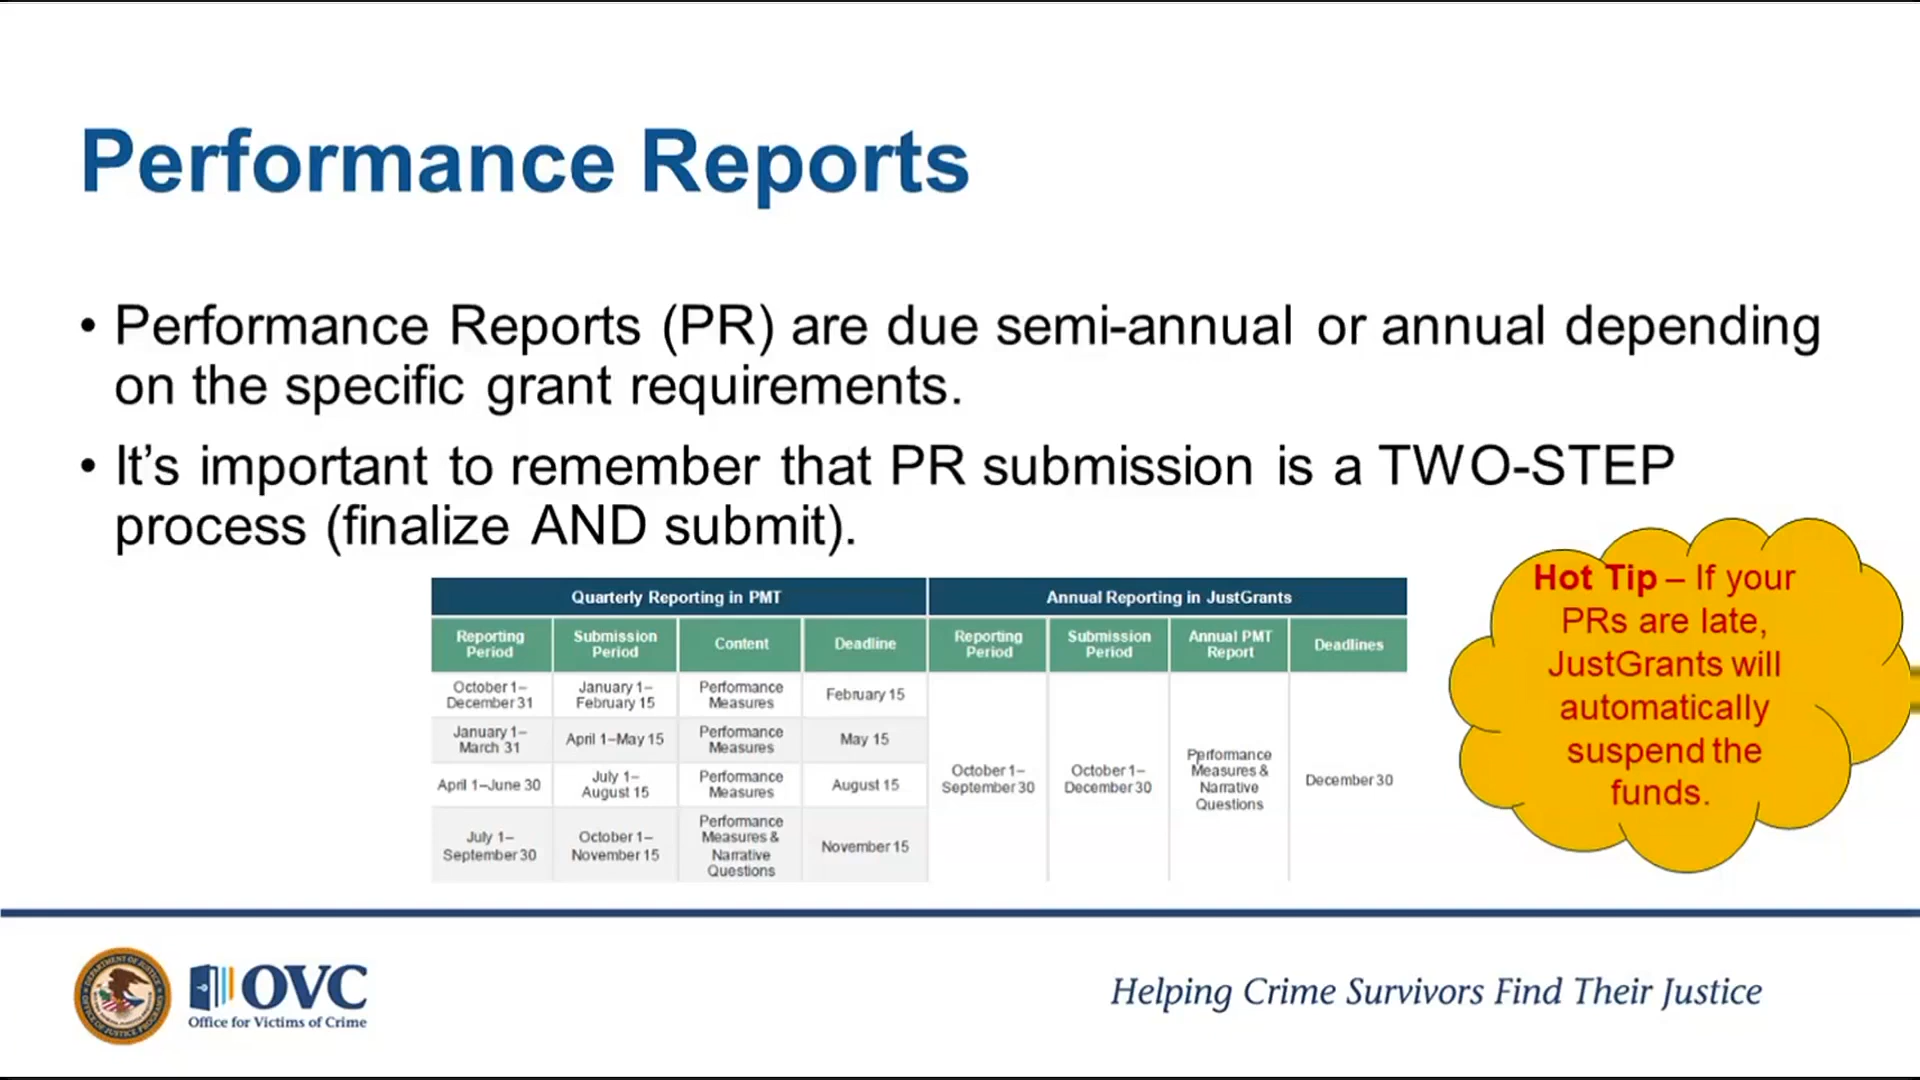 Performance Reports
• Performance Reports (PR) are due semi-annual or annual depending
on the specific grant requirements.
• It’s important to remember that PR submission is a TWO-STEP
process (finalize AND submit).
Hot Tip – If your
PRs are late,
JustGrants will
automatically
suspend the
funds.
Quarterly Reporting in PMT
Annual Reporting in JustGrants
Reporting
Period
Submission
Period
Content
Deadline
Reporting
Period
Submission
Period
Annual PMT
Report
Deadlines
October 1–
December 31
January 1–
February 15
Performance
Measures
February 15
January 1–
March 31
April 1–May 15
Performance
Measures
May 15
April 1–June 30
July 1–
August 15
Performance
Measures
August 15
July 1–
September 30
October 1–
November 15
Performance
Measures &
Narrative
Questions
November 15
October 1–
September 30
October 1–
December 30
Performance
Measures &
Narrative
Questions
December 30
OVC
Office for Victims of Crime
Helping Crime Survivors Find Their Justice